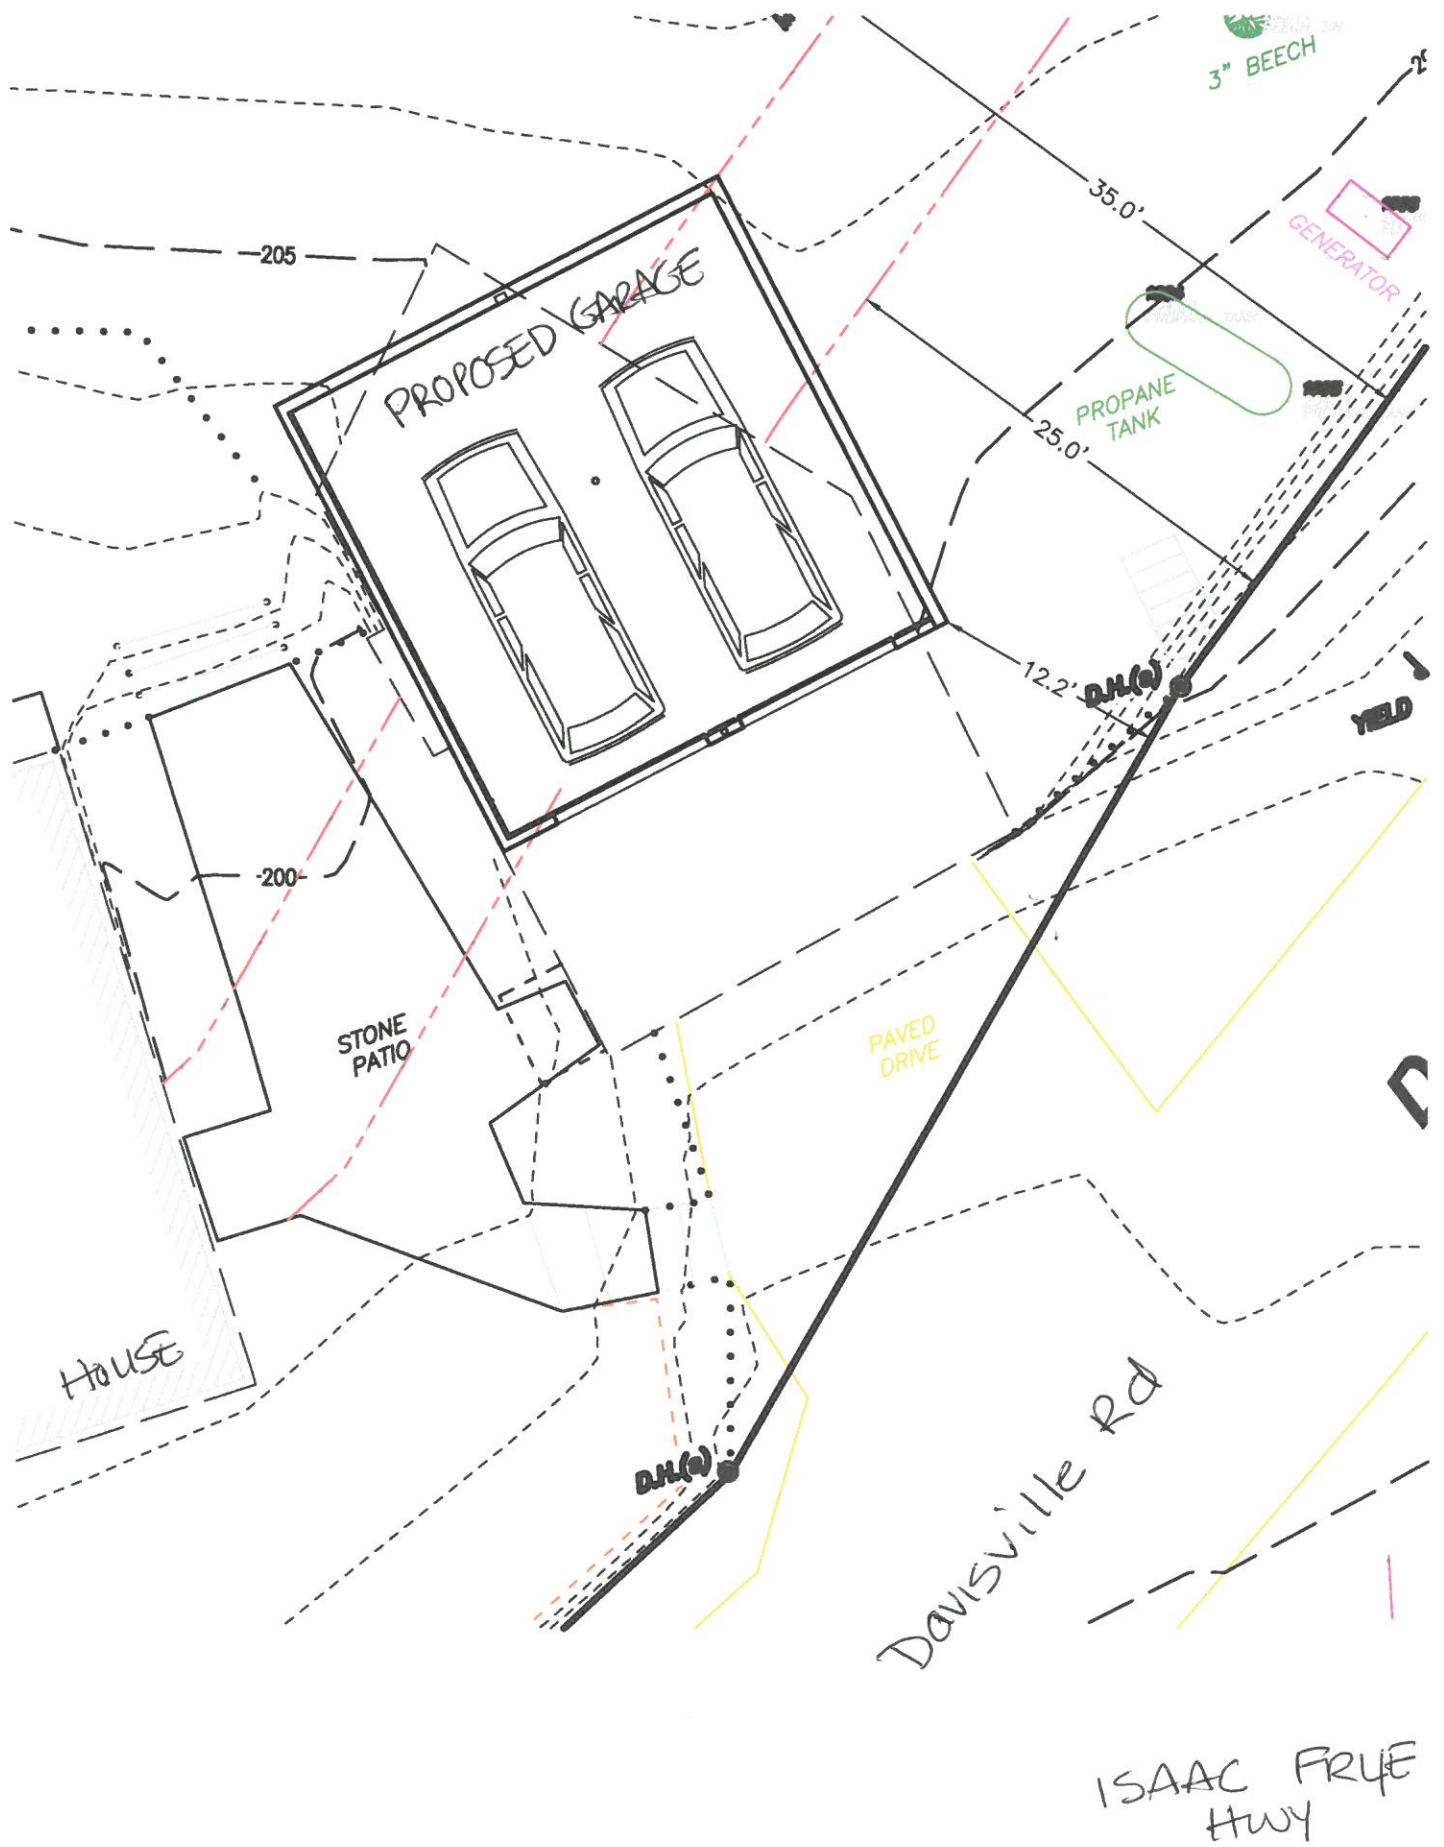 3" BEECH
35.0'
GENERATOR
205
PROPOSED GARAGE
PROPANE
TANK
25.0'
12.2'
D.H.(a)
YIELD
200
STONE
PATIO
PAVED
DRIVE
HOUSE
D.H.(a)
Davisville Rd
ISAAC FRYE
HWY